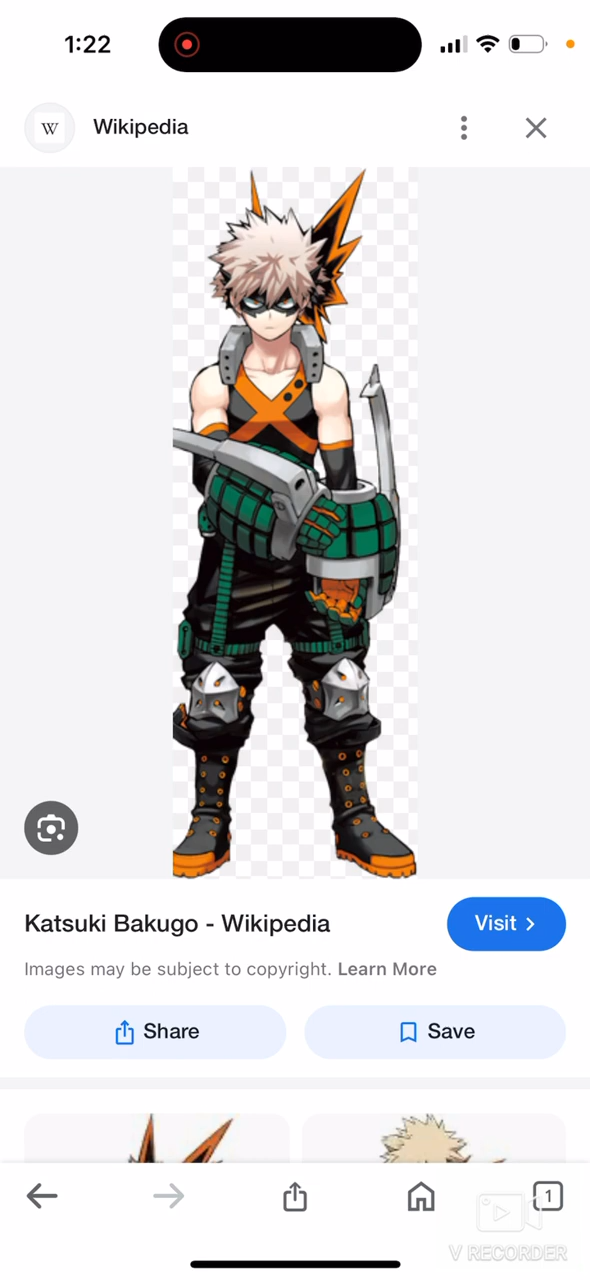 1:22
W
Wikipedia
Katsuki Bakugo - Wikipedia
Visit
Images may be subject to copyright. Learn More
Share
Save
1
V RECORDER